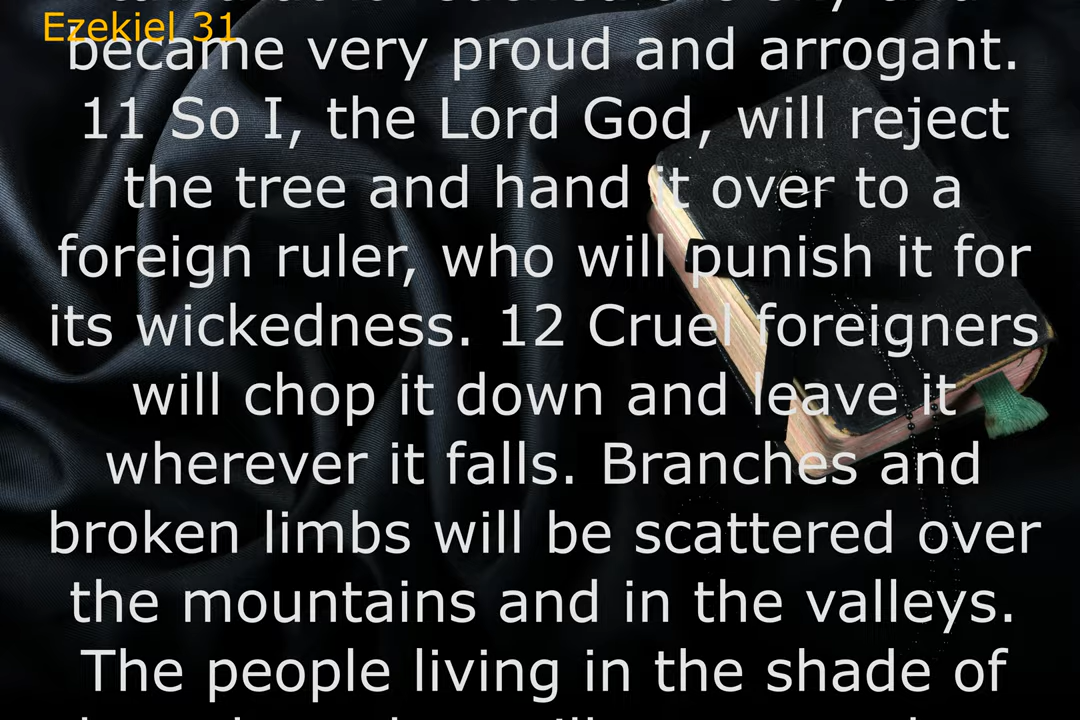 Ezekiel 31
became very proud and arrogant.
11 So I, the Lord God, will reject
the tree and hand it over to a
foreign ruler, who will punish it for
its wickedness. 12 Cruel foreigners
will chop it down and leave it
wherever it falls. Branches and
broken limbs will be scattered over
the mountains and in the valleys.
The people living in the shade of